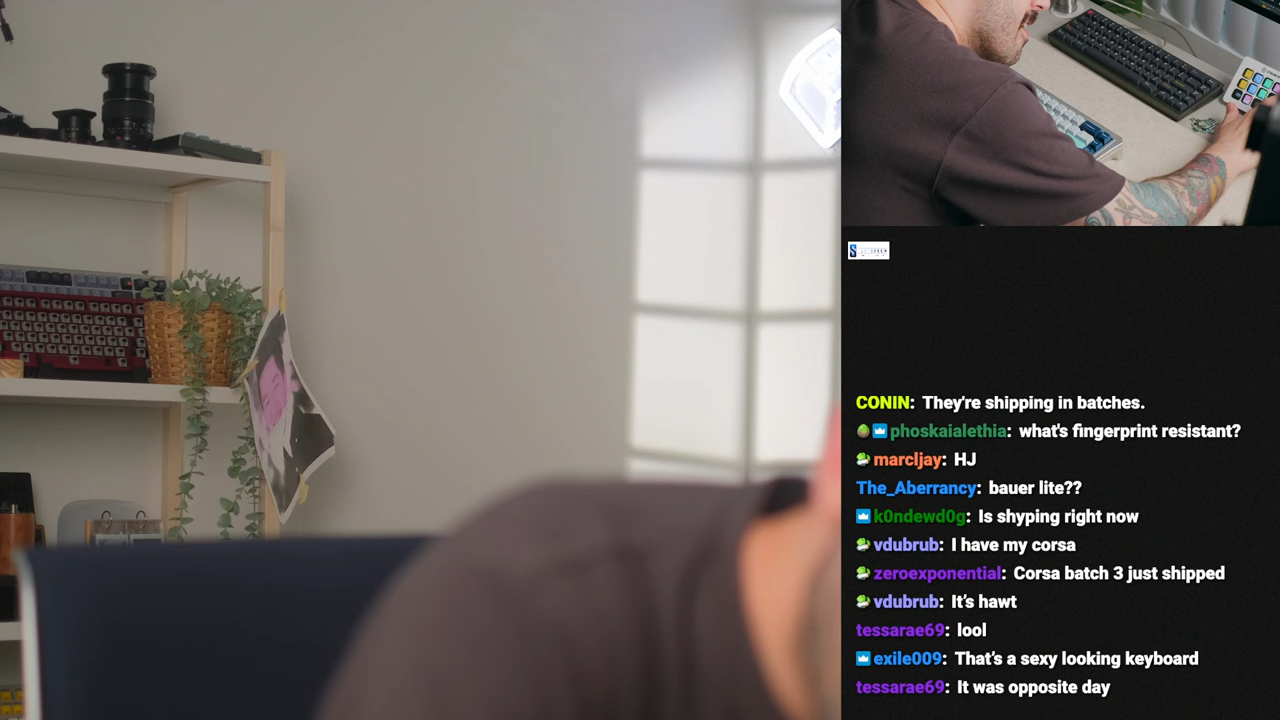 CONIN: They're shipping in batches.
phoskaialethia: what's fingerprint resistant?
marcljay: HJ
The_Aberrancy: bauer lite??
k0ndewd0g: Is shyping right now
vdubrub: I have my corsa
zeroexponential: Corsa batch 3 just shipped
vdubrub: It's hawt
tessarae69: lool
exile009: That's a sexy looking keyboard
tessarae69: It was opposite day